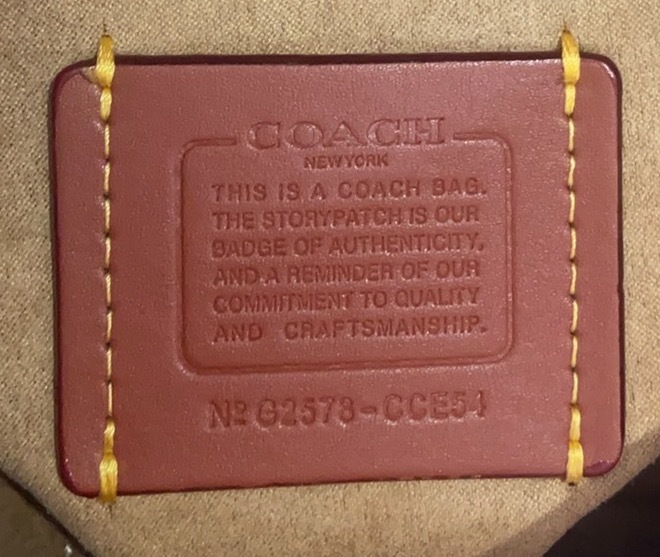 COACH
NEW YORK
THIS IS A COACH BAG.
THE STORYPATCH IS OUR
BADGE OF AUTHENTICITY,
AND A REMINDER OF OUR
COMMITMENT TO QUALITY
AND CRAFTSMANSHIP.
Nº G2578-CCE54